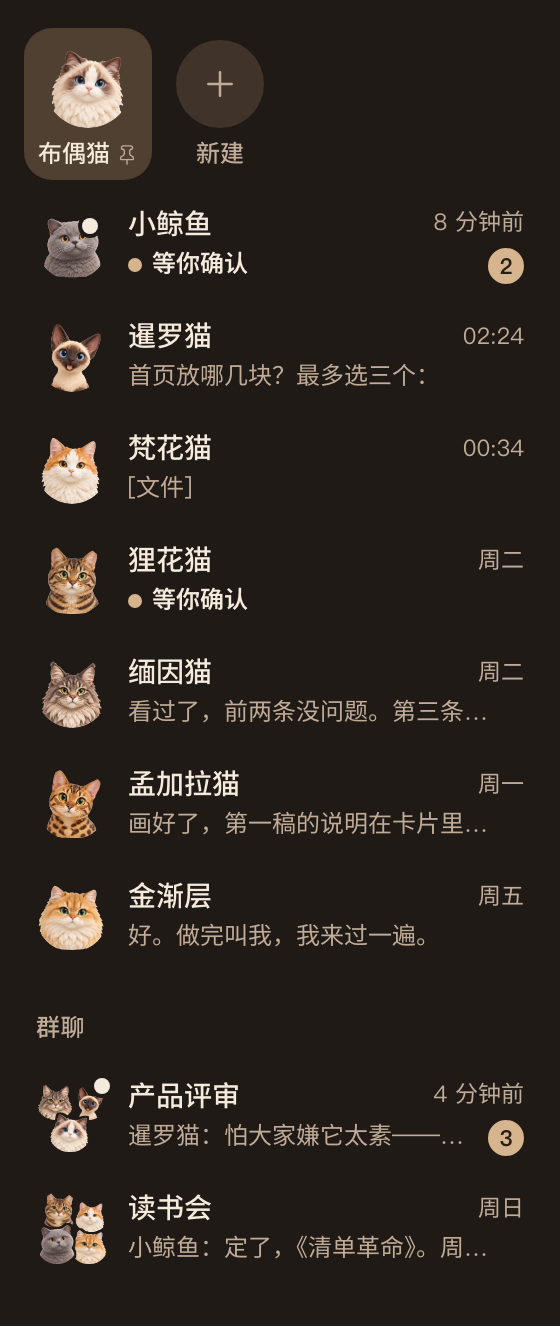 布偶猫
新建
小鲸鱼 8 分钟前
等你确认 2
暹罗猫 02:24
首页放哪几块？最多选三个：
梵花猫 00:34
[文件]
狸花猫 周二
等你确认
缅因猫 周二
看过了，前两条没问题。第三条...
孟加拉猫 周一
画好了，第一稿的说明在卡片里...
金渐层 周五
好。做完叫我，我来过一遍。
群聊
产品评审 4 分钟前
暹罗猫：怕大家嫌它太素——... 3
读书会 周日
小鲸鱼：定了，《清单革命》。周...